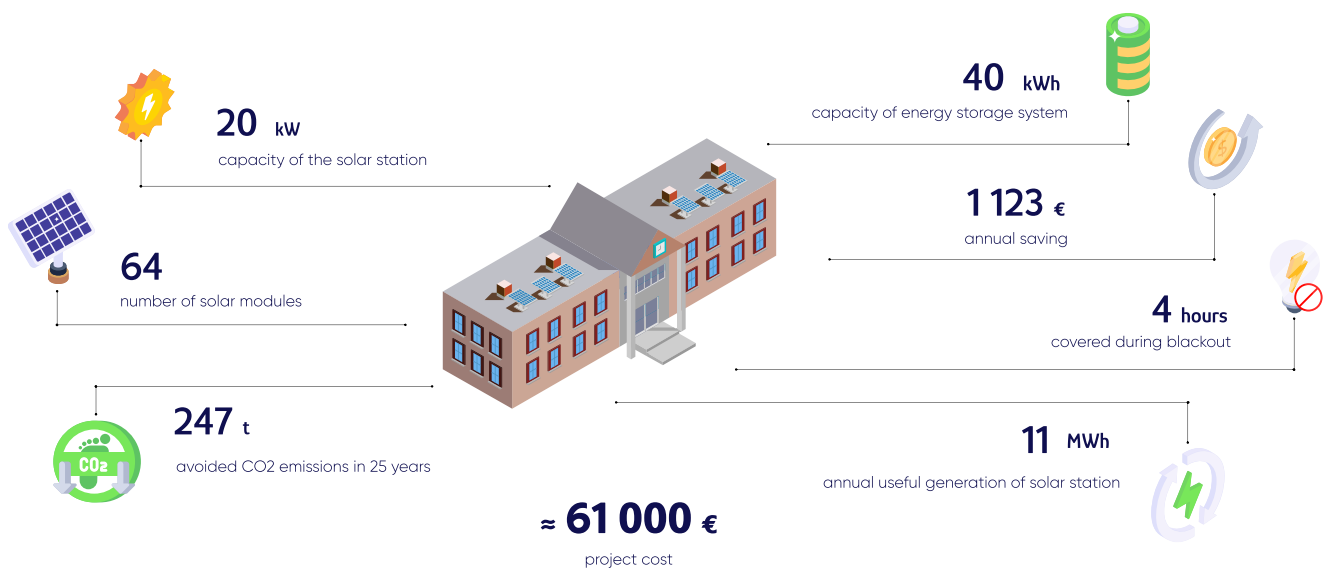 20 kW
capacity of the solar station
64
number of solar modules
CO2
247 t
avoided CO2 emissions in 25 years
40 kWh
capacity of energy storage system
1 123 €
annual saving
4 hours
covered during blackout
11 MWh
annual useful generation of solar station
≈ 61 000 €
project cost